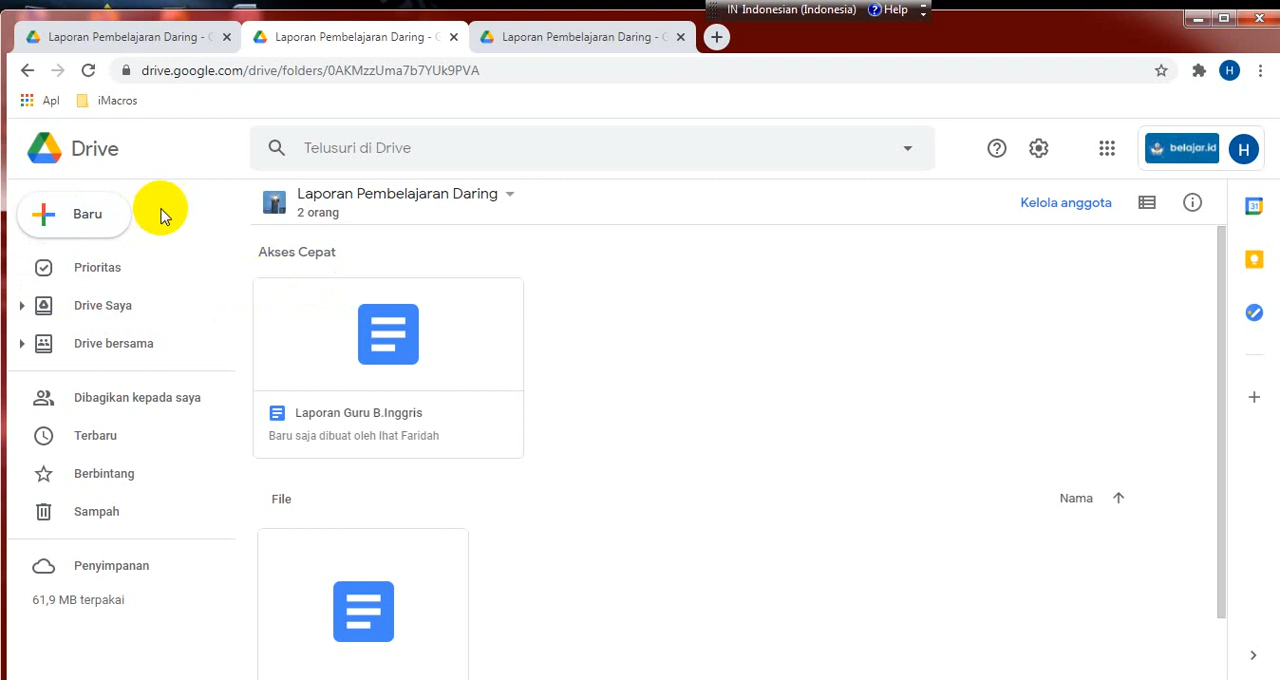 IN Indonesian (Indonesia) Help
Laporan Pembelajaran Daring - Laporan Pembelajaran Daring - Laporan Pembelajaran Daring -
drive.google.com/drive/folders/0AKMzzUma7b7YUk9PVA
H
Apl iMacros
Drive
Telusuri di Drive
belajar.id
H
Baru
Laporan Pembelajaran Daring
2 orang
Kelola anggota
31
Akses Cepat
Prioritas
Drive Saya
Drive bersama
Dibagikan kepada saya
Terbaru
Berbintang
Sampah
Penyimpanan
61,9 MB terpakai
Laporan Guru B.Inggris
Baru saja dibuat oleh Ihat Faridah
File
Nama